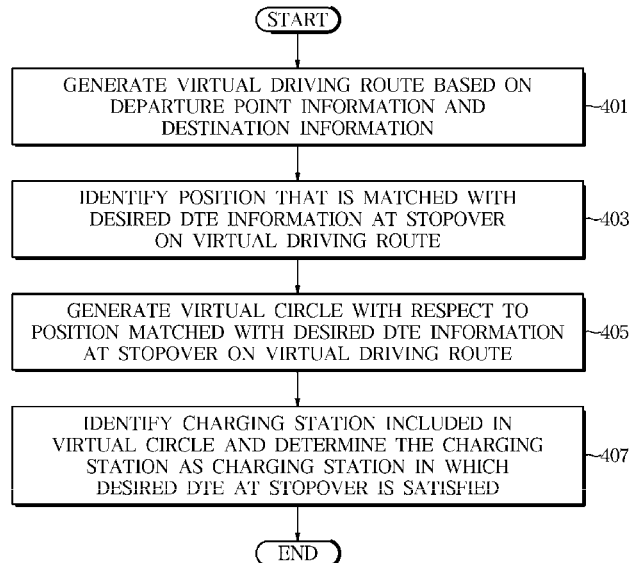 START
GENERATE VIRTUAL DRIVING ROUTE BASED ON
DEPARTURE POINT INFORMATION AND
DESTINATION INFORMATION
401
IDENTIFY POSITION THAT IS MATCHED WITH
DESIRED DTE INFORMATION AT STOPOVER
ON VIRTUAL DRIVING ROUTE
403
GENERATE VIRTUAL CIRCLE WITH RESPECT TO
POSITION MATCHED WITH DESIRED DTE INFORMATION
AT STOPOVER ON VIRTUAL DRIVING ROUTE
405
IDENTIFY CHARGING STATION INCLUDED IN
VIRTUAL CIRCLE AND DETERMINE THE CHARGING
STATION AS CHARGING STATION IN WHICH
DESIRED DTE AT STOPOVER IS SATISFIED
407
END